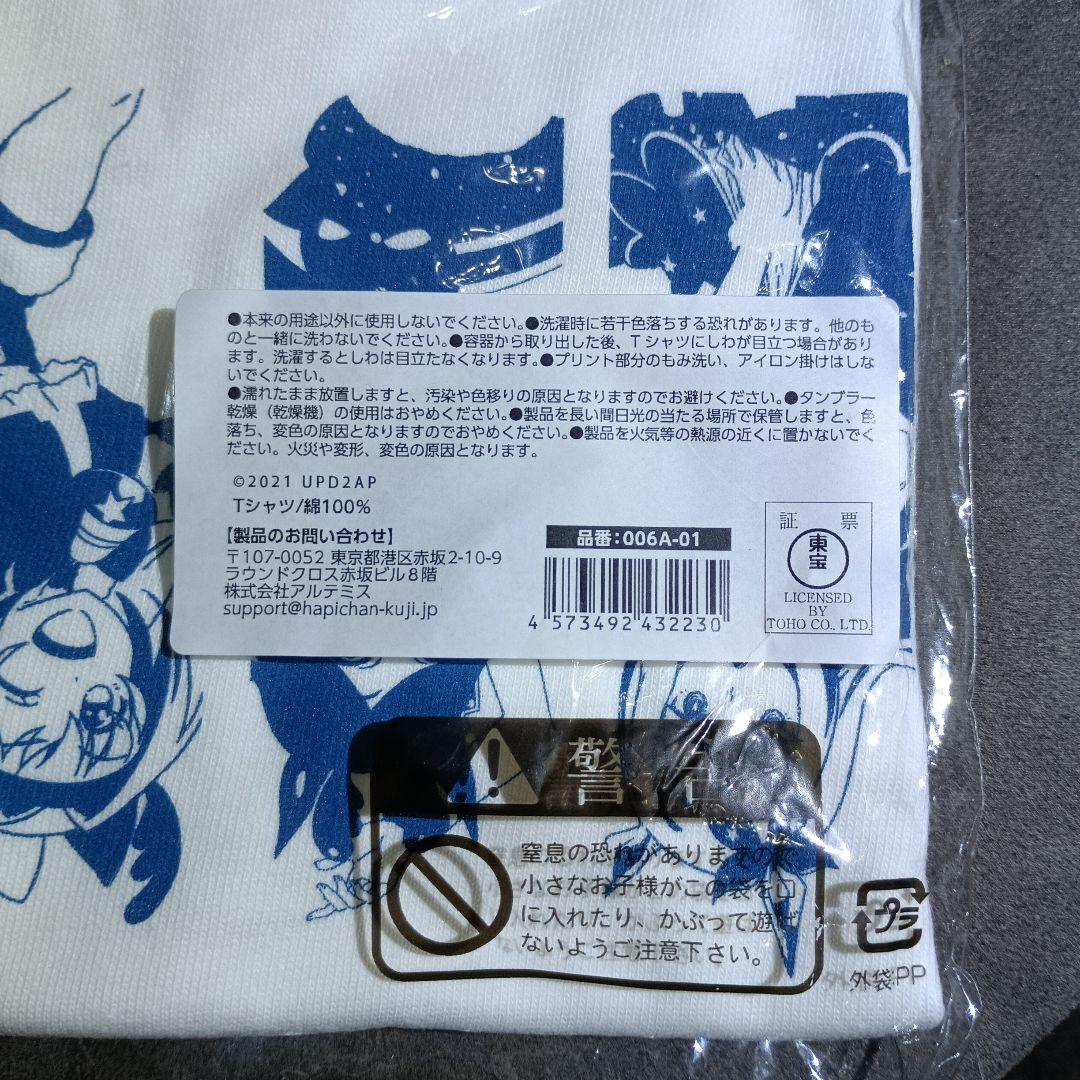 ●本来の用途以外に使用しないでください。●洗濯時に若干色落ちする恐れがあります。他のも
のと一緒に洗わないでください。●容器から取り出した後、Tシャツにしわが目立つ場合があり
ます。洗濯するとしわは目立たなくなります。●プリント部分のもみ洗い、アイロン掛けはしな
いでください。
●濡れたまま放置しますと、汚染や色移りの原因となりますのでお避けください。●タンブラー
乾燥（乾燥機）の使用はおやめください。●製品を長い間日光の当たる場所で保管しますと、色
落ち、変色の原因となりますのでおやめください。●製品を火気等の熱源の近くに置かないでく
ださい。火災や変形、変色の原因となります。
©2021 UPD2AP
Tシャツ/綿100%
【製品のお問い合わせ】
〒107-0052 東京都港区赤坂2-10-9
ラウンドクロス赤坂ビル8階
株式会社アルテミス
support@hapichan-kuji.jp
品番:006A-01
4 573492 432230
証 票
東宝
LICENSED
BY
TOHO CO., LTD.
警告
窒息の恐れがありますので
小さなお子様がこの袋を口
に入れたり、かぶって遊ば
ないようご注意下さい。
プラ
外袋:PP